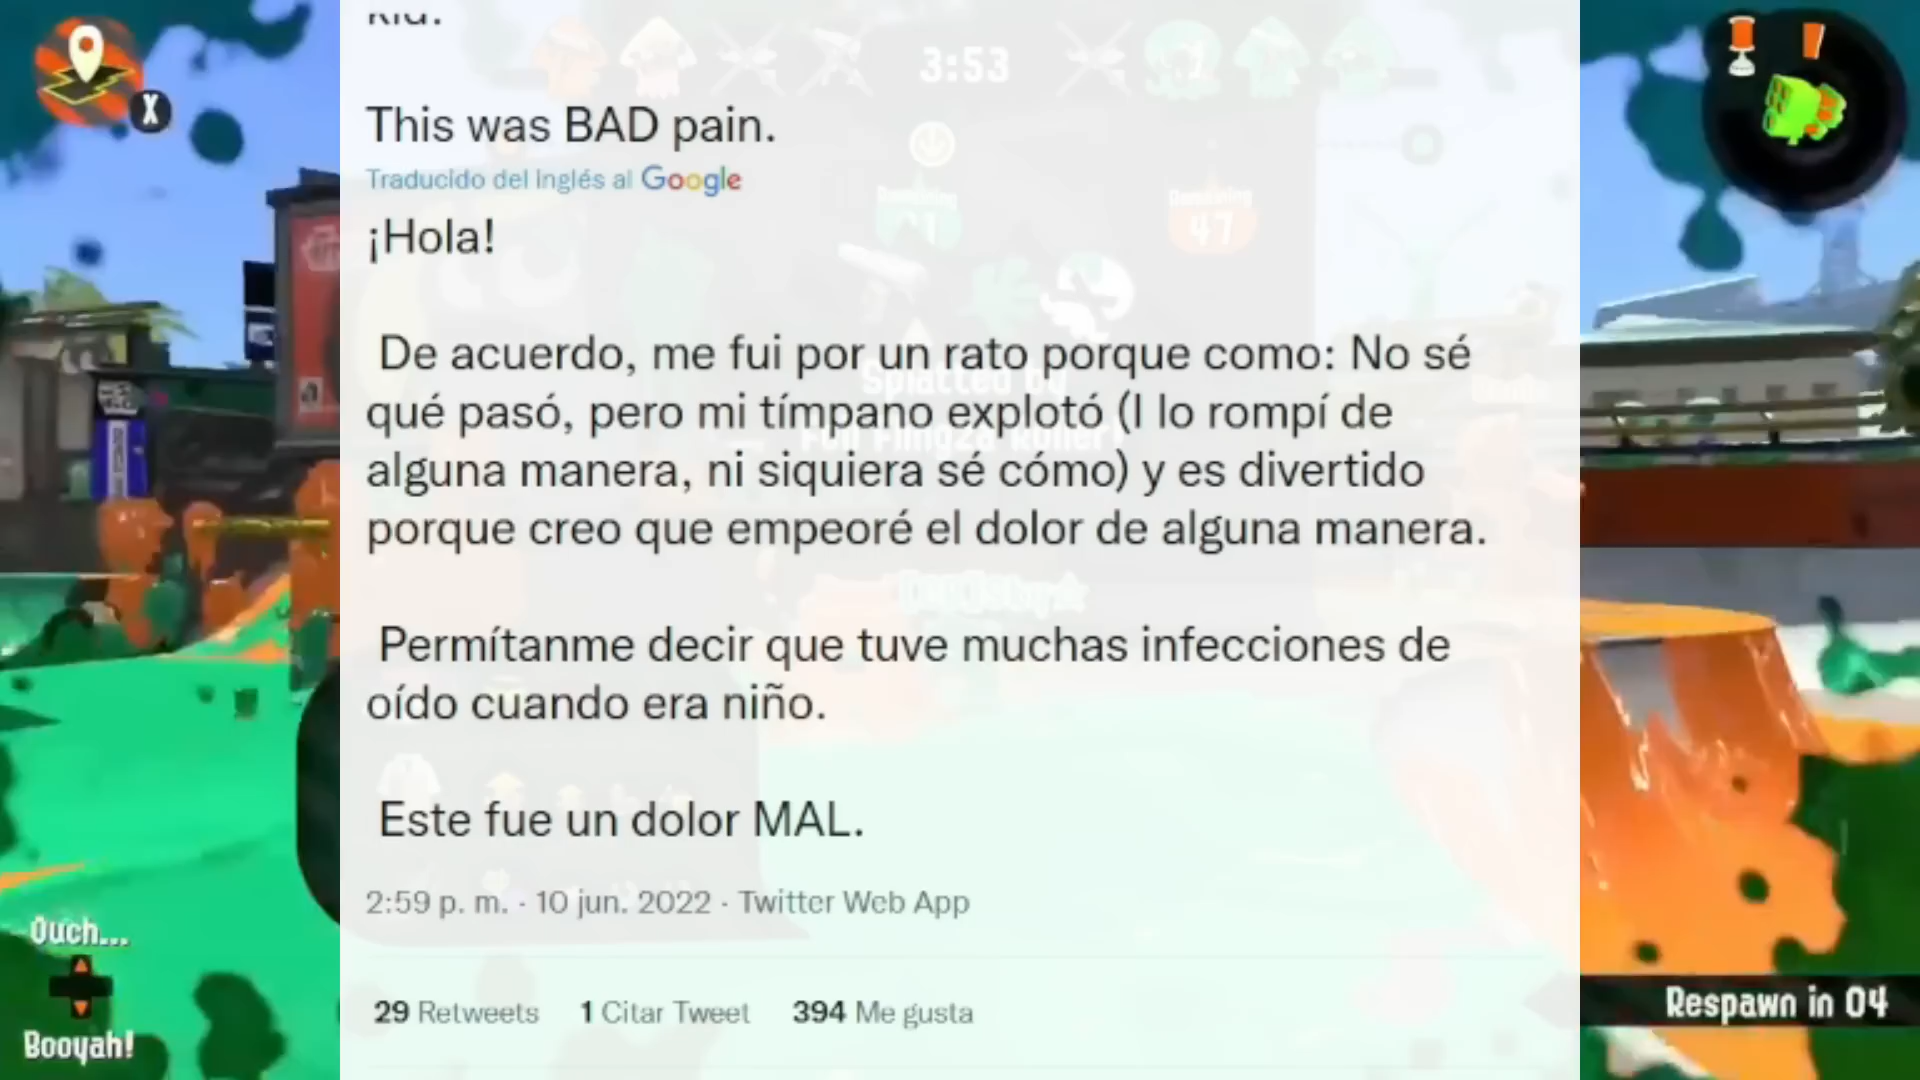 3:53
X
This was BAD pain.
Traducido del Inglés al Google
¡Hola!
De acuerdo, me fui por un rato porque como: No sé
qué pasó, pero mi tímpano explotó (I lo rompí de
alguna manera, ni siquiera sé cómo) y es divertido
porque creo que empeoré el dolor de alguna manera.
Permítanme decir que tuve muchas infecciones de
oído cuando era niño.
Este fue un dolor MAL.
2:59 p. m. · 10 jun. 2022 · Twitter Web App
29 Retweets 1 Citar Tweet 394 Me gusta
47
Splatted by
Ouch...
Booyah!
Respawn in 04